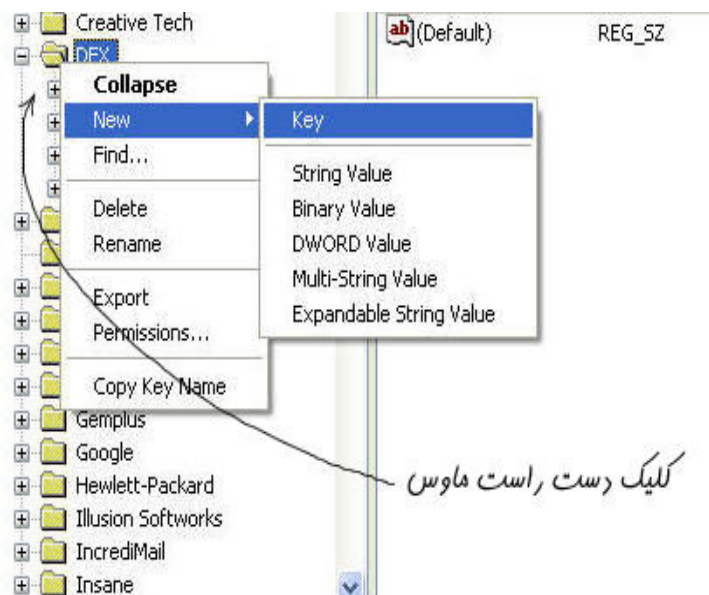 Creative Tech
(Default) REG_SZ
DFX
Collapse
New
Key
Find...
String Value
Delete
Binary Value
Rename
DWORD Value
Multi-String Value
Export
Expandable String Value
Permissions...
Copy Key Name
Gemplus
Google
Hewlett-Packard
کلیک دست راست ماوس
Illusion Softworks
IncrediMail
Insane